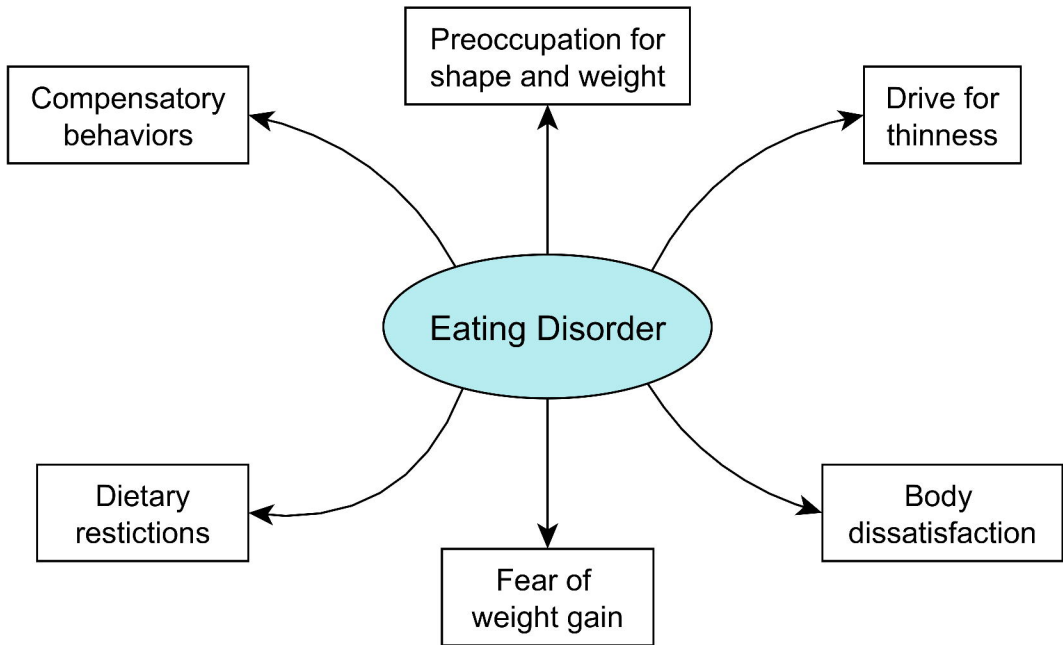 Preoccupation for
shape and weight
Compensatory
behaviors
Drive for
thinness
Eating Disorder
Dietary
restictions
Body
dissatisfaction
Fear of
weight gain